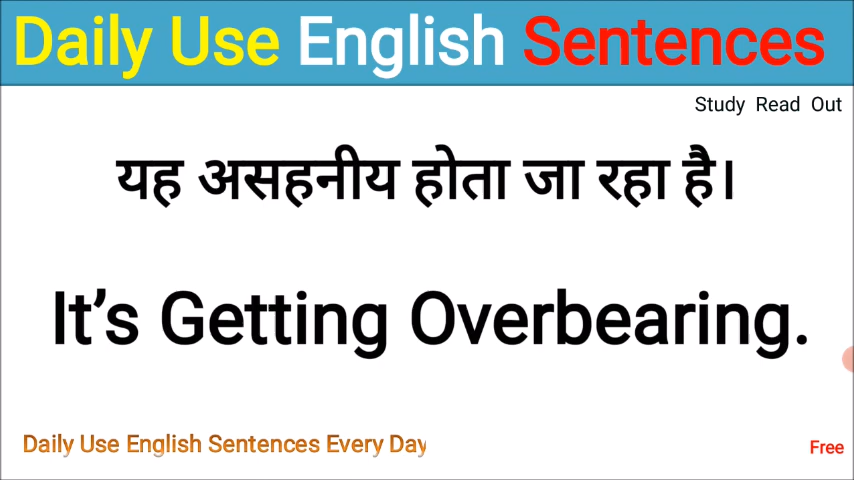 Daily Use English Sentences
Study Read Out
यह असहनीय होता जा रहा है।
It’s Getting Overbearing.
Daily Use English Sentences Every Day
Free